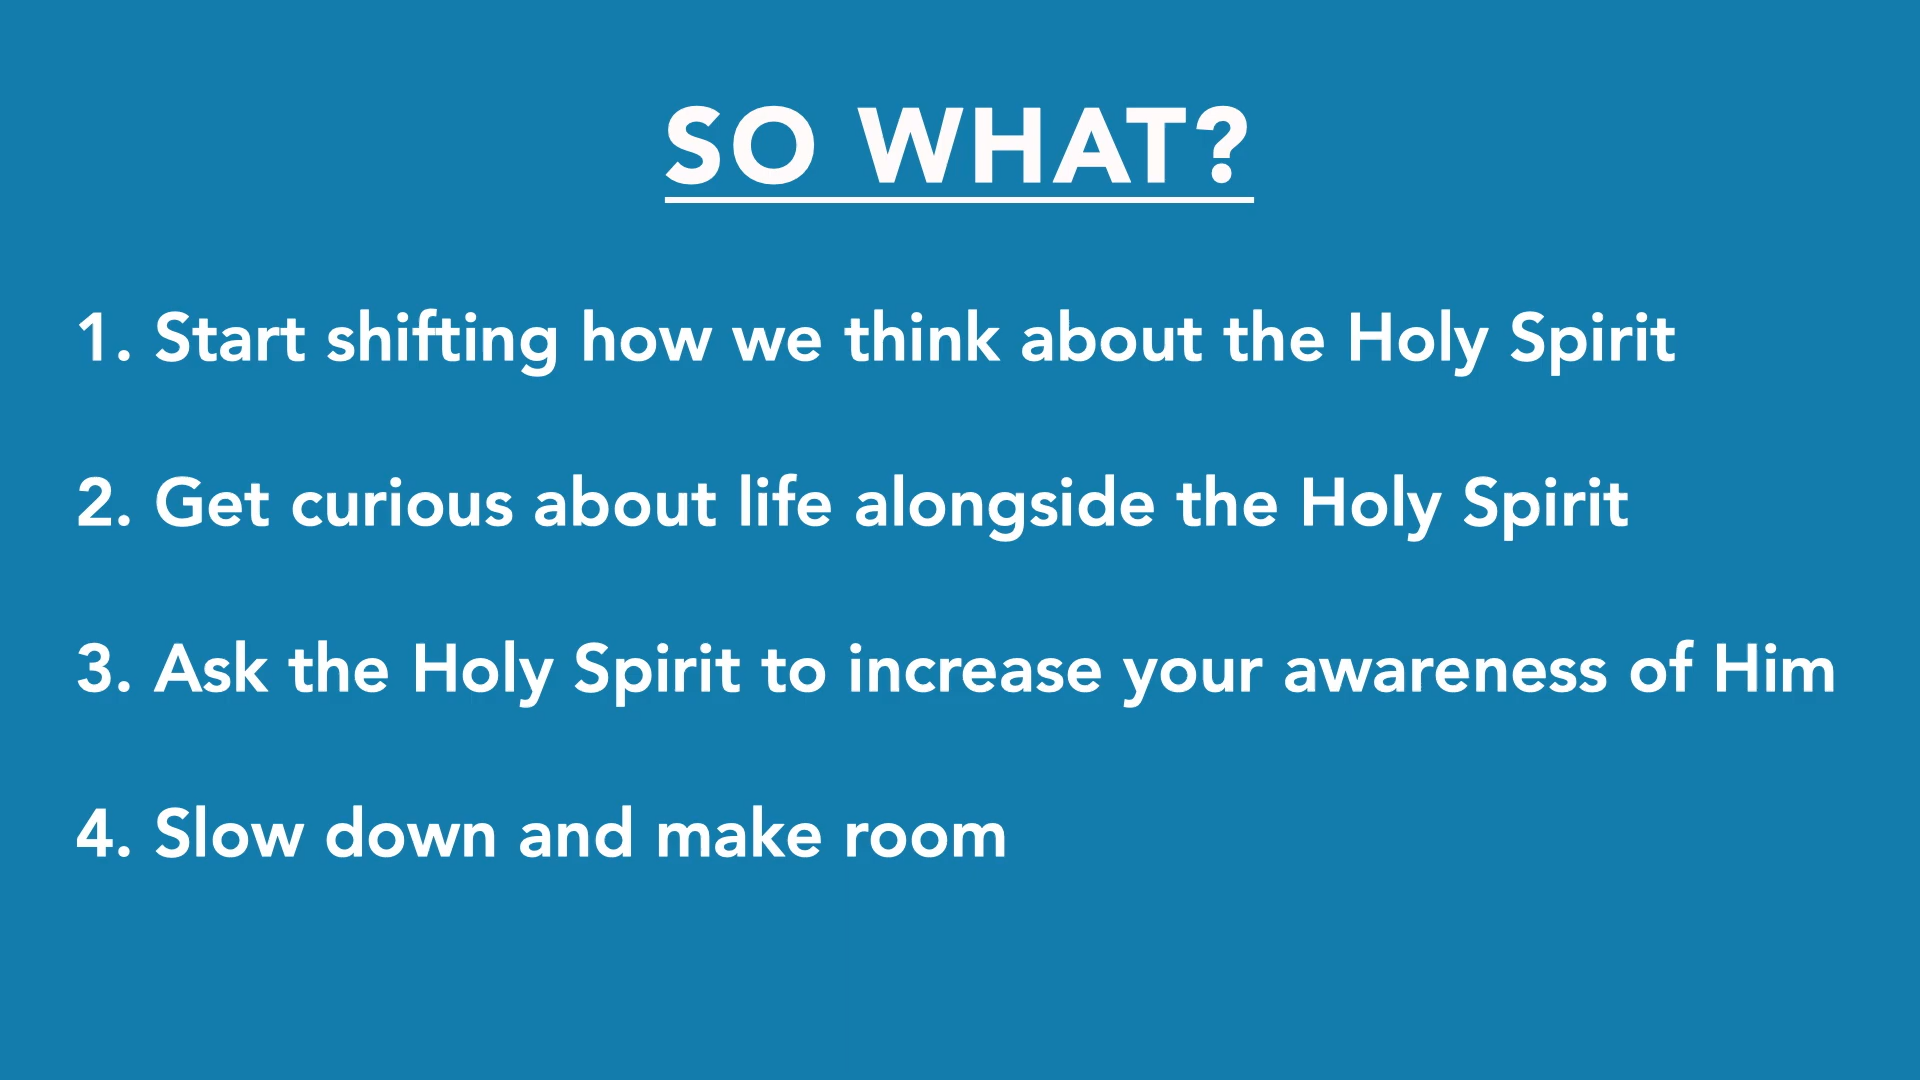 SO WHAT?
1. Start shifting how we think about the Holy Spirit
2. Get curious about life alongside the Holy Spirit
3. Ask the Holy Spirit to increase your awareness of Him
4. Slow down and make room